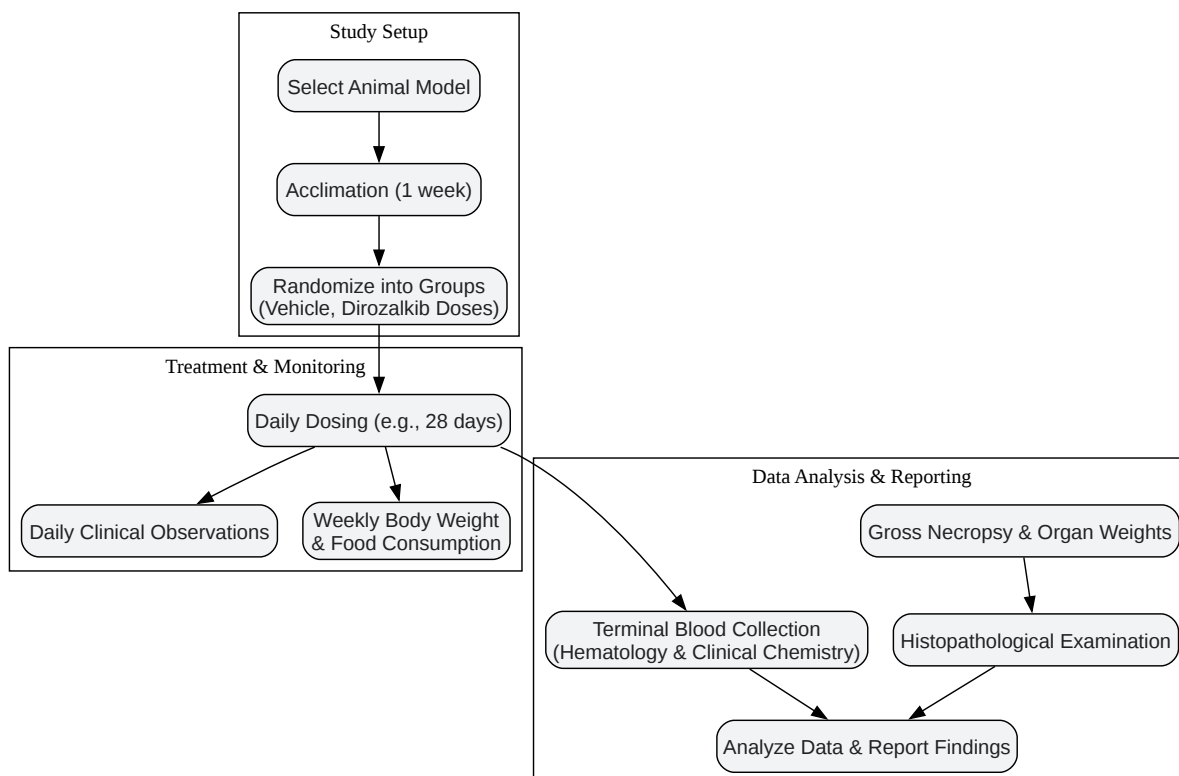 Study Setup
Select Animal Model
Acclimation (1 week)
Randomize into Groups
(Vehicle, Dirozalkib Doses)
Treatment & Monitoring
Daily Dosing (e.g., 28 days)
Daily Clinical Observations
Weekly Body Weight
& Food Consumption
Data Analysis & Reporting
Gross Necropsy & Organ Weights
Terminal Blood Collection
(Hematology & Clinical Chemistry)
Histopathological Examination
Analyze Data & Report Findings